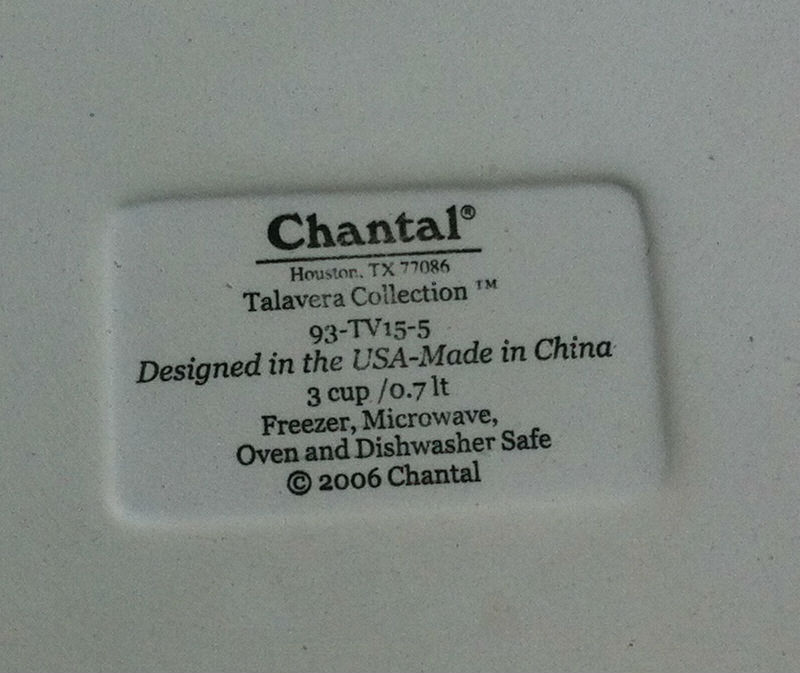 Chantal®
Houston, TX 77086
Talavera Collection ™
93-TV15-5
Designed in the USA-Made in China
3 cup /0.7 lt
Freezer, Microwave,
Oven and Dishwasher Safe
© 2006 Chantal